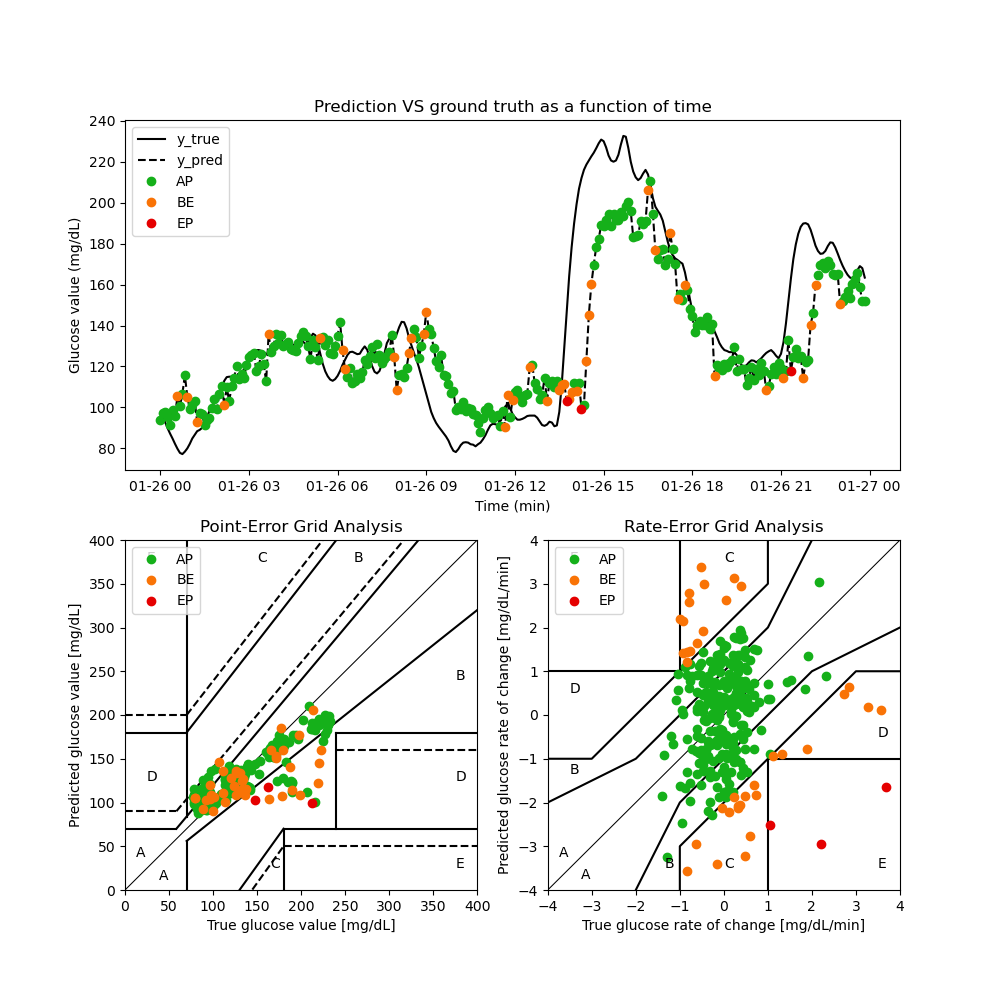 Prediction VS ground truth as a function of time
Glucose value (mg/dL)
240
220
200
180
160
140
120
100
80
y_true
y_pred
AP
BE
EP
01-26 00 01-26 03 01-26 06 01-26 09 01-26 12 01-26 15 01-26 18 01-26 21 01-27 00
Time (min)
Point-Error Grid Analysis
Predicted glucose value [mg/dL]
400
350
300
250
200
150
100
50
0
AP
BE
EP
C
B
B
D
D
A
A
C
E
0 50 100 150 200 250 300 350 400
True glucose value [mg/dL]
Rate-Error Grid Analysis
Predicted glucose rate of change [mg/dL/min]
4
3
2
1
0
−1
−2
−3
−4
AP
BE
EP
C
D
D
B
A
A
B
C
E
−4 −3 −2 −1 0 1 2 3 4
True glucose rate of change [mg/dL/min]